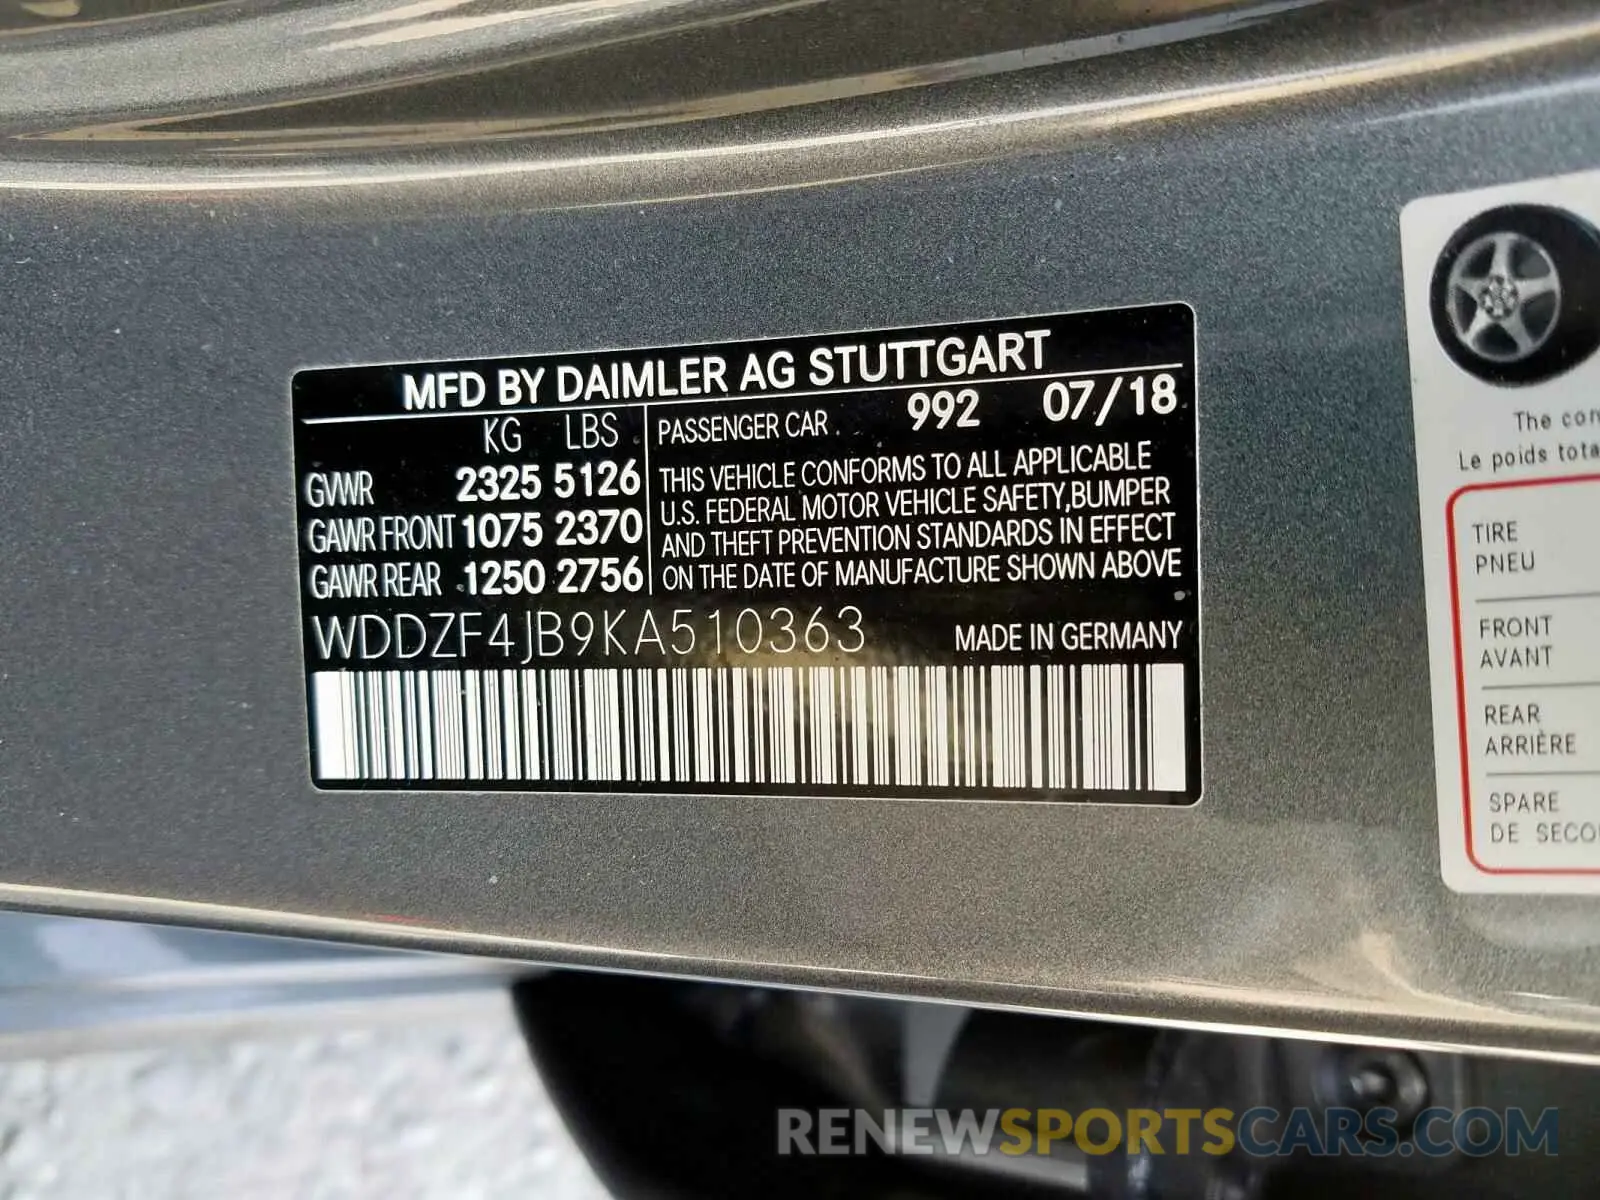 MFD BY DAIMLER AG STUTTGART
KG LBS
GVWR 2325 5126
GAWR FRONT 1075 2370
GAWR REAR 1250 2756
PASSENGER CAR 992 07/18
THIS VEHICLE CONFORMS TO ALL APPLICABLE
U.S. FEDERAL MOTOR VEHICLE SAFETY,BUMPER
AND THEFT PREVENTION STANDARDS IN EFFECT
ON THE DATE OF MANUFACTURE SHOWN ABOVE
WDDZF4JB9KA510363
MADE IN GERMANY
The com
Le poids tota
TIRE
PNEU
FRONT
AVANT
REAR
ARRIÈRE
SPARE
DE SECOU
RENEWSPORTSCARS.COM